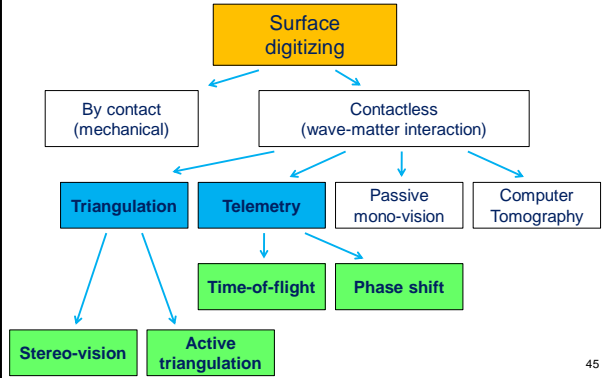 Surface
digitizing
By contact
(mechanical)
Contactless
(wave-matter interaction)
Triangulation
Telemetry
Passive
mono-vision
Computer
Tomography
Time-of-flight
Phase shift
Stereo-vision
Active
triangulation
45